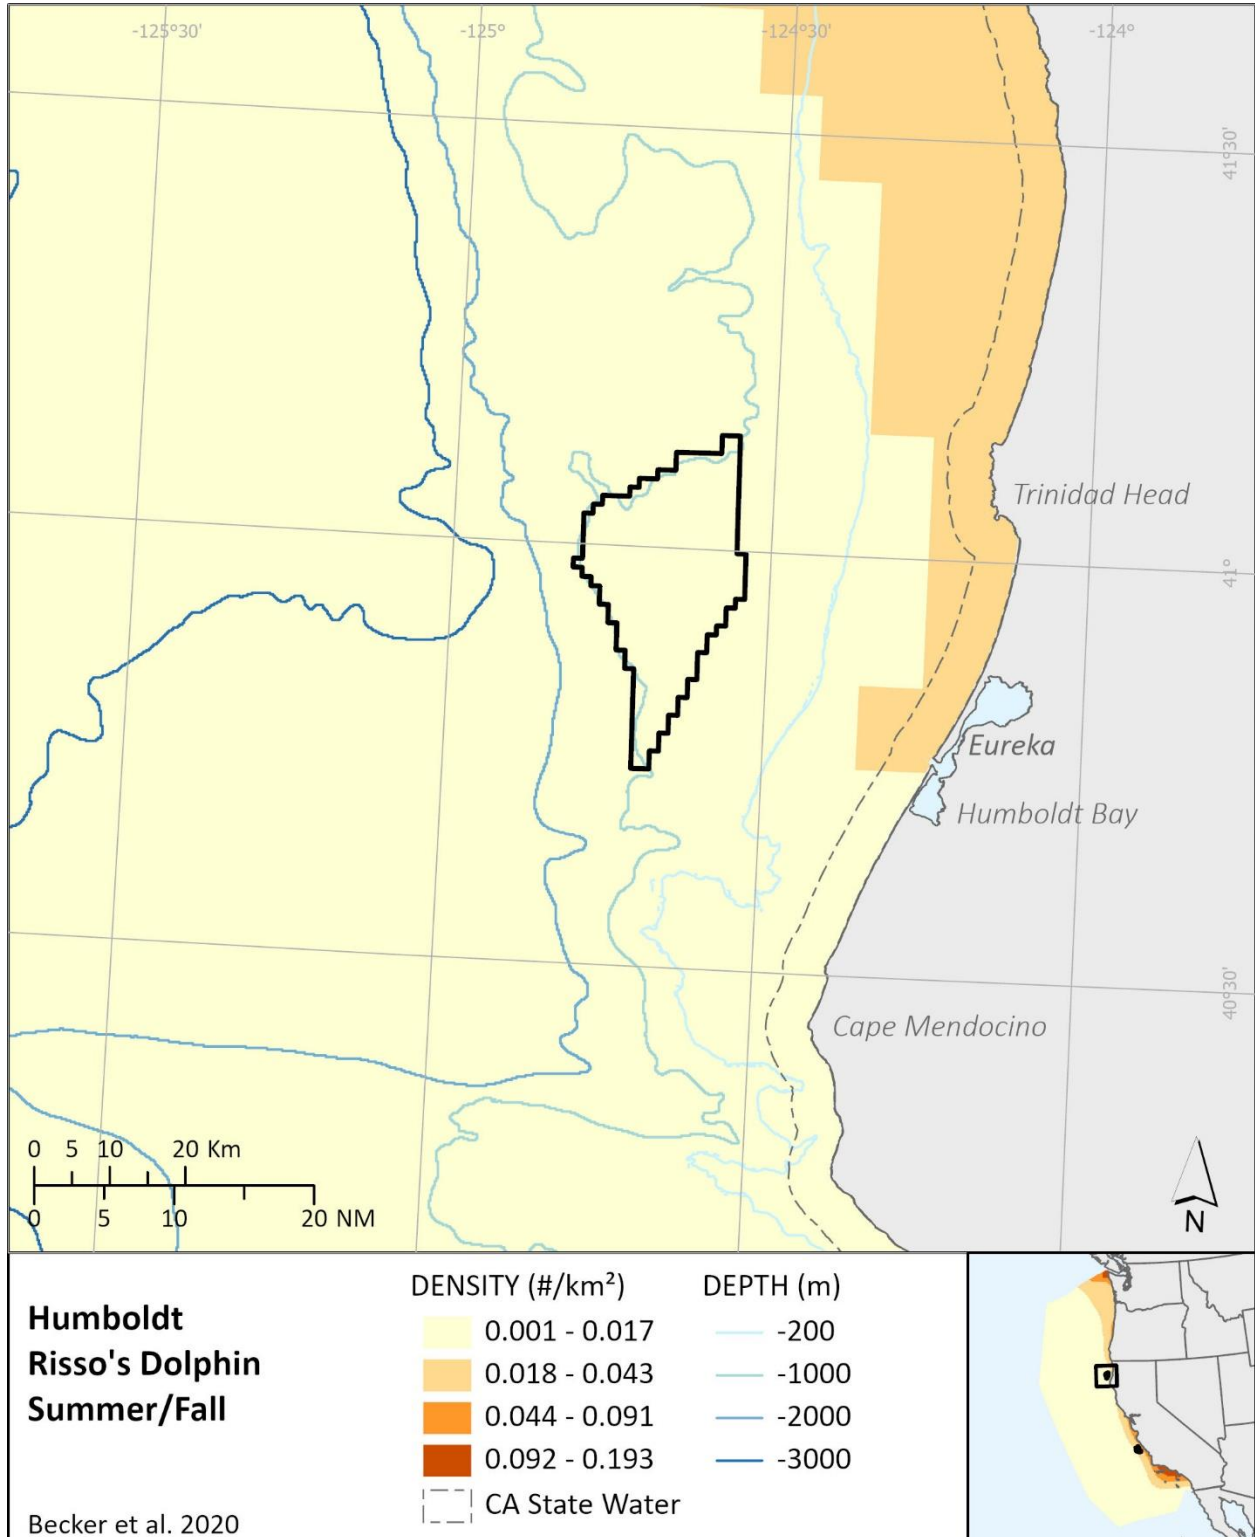 -125°30'
-125°
-124°30'
-124°
41°30'
Trinidad Head
41°
Eureka
Humboldt Bay
40°30'
Cape Mendocino
0 5 10 20 Km
0 5 10 20 NM
N
Humboldt
Risso's Dolphin
Summer/Fall
Becker et al. 2020
DENSITY (#/km²)
0.001 - 0.017
0.018 - 0.043
0.044 - 0.091
0.092 - 0.193
CA State Water
DEPTH (m)
-200
-1000
-2000
-3000